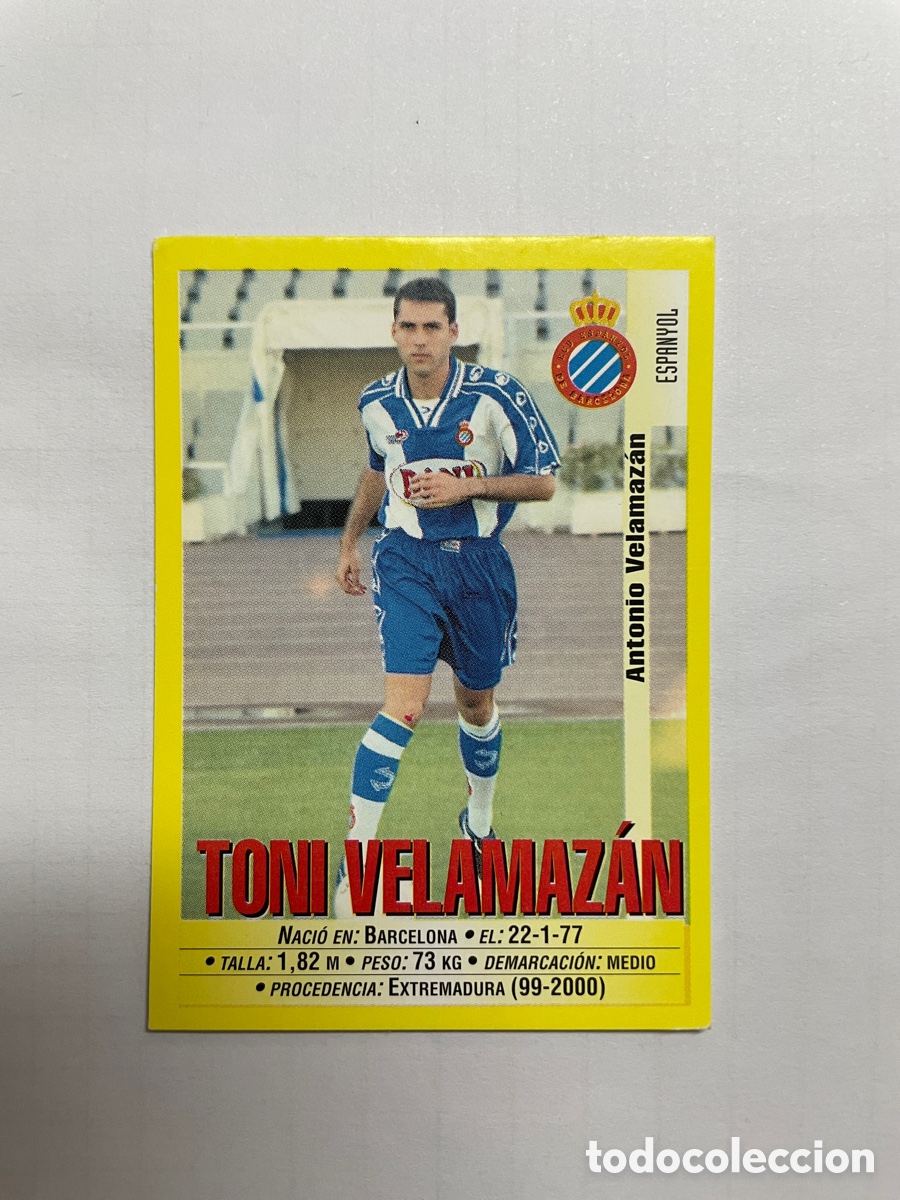 ESPANYOL
Antonio Velamazán
DANI
TONI VELAMAZÁN
NACIÓ EN: BARCELONA • EL: 22-1-77
• TALLA: 1,82 M • PESO: 73 KG • DEMARCACIÓN: MEDIO
• PROCEDENCIA: EXTREMADURA (99-2000)
todocoleccion